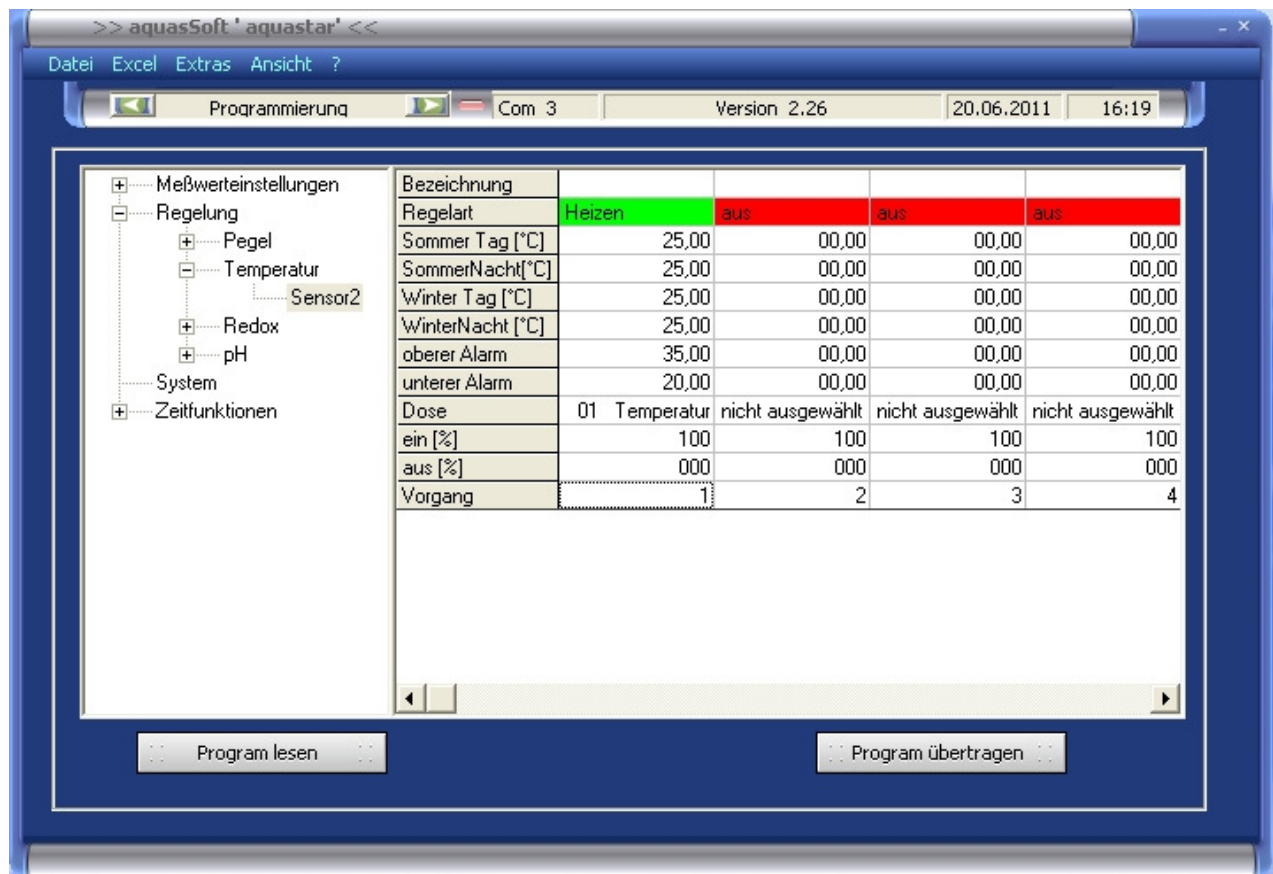 >> aquasSoft ' aquastar' <<
Datei Excel Extras Ansicht ?
Programmierung Com 3 Version 2.26 20.06.2011 16:19
Meßwerteinstellungen
Regelung
Pegel
Temperatur
Sensor2
Redox
pH
System
Zeitfunktionen
Bezeichnung
Regelart Heizen aus aus aus
Sommer Tag [°C] 25,00 00,00 00,00 00,00
SommerNacht[°C] 25,00 00,00 00,00 00,00
Winter Tag [°C] 25,00 00,00 00,00 00,00
WinterNacht [°C] 25,00 00,00 00,00 00,00
oberer Alarm 35,00 00,00 00,00 00,00
unterer Alarm 20,00 00,00 00,00 00,00
Dose 01 Temperatur nicht ausgewählt nicht ausgewählt nicht ausgewählt
ein [%] 100 100 100 100
aus [%] 000 000 000 000
Vorgang 1 2 3 4
Program lesen Program übertragen